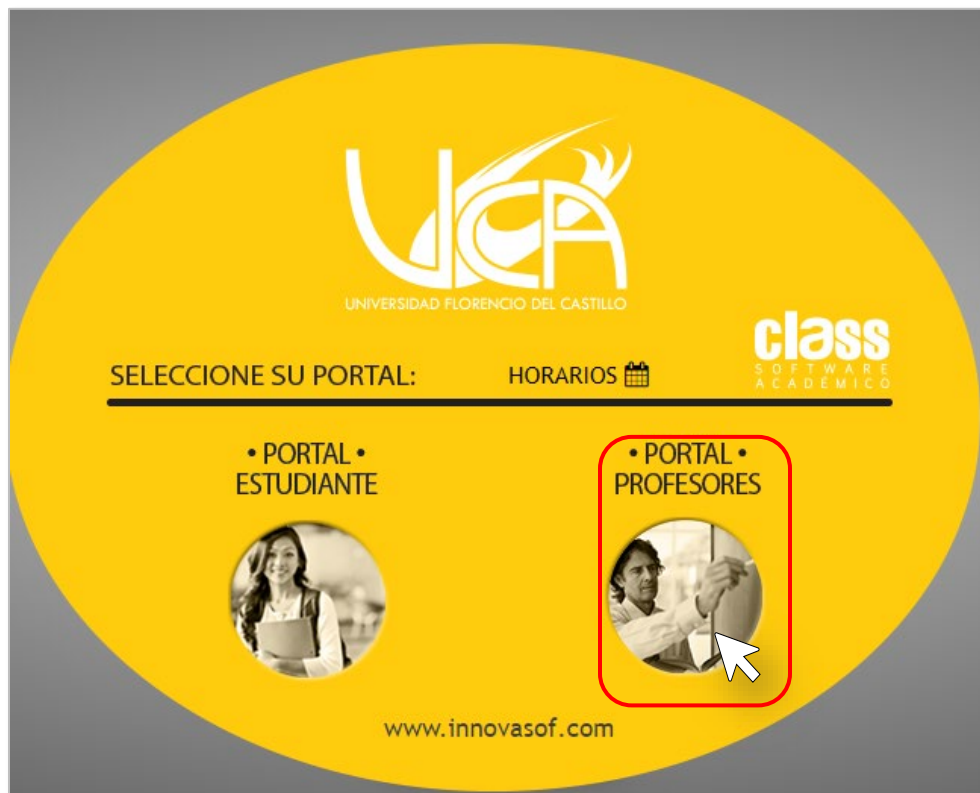 UCA
UNIVERSIDAD FLORENCIO DEL CASTILLO
class
SOFTWARE
ACADÉMICO
SELECCIONE SU PORTAL:
HORARIOS
• PORTAL •
ESTUDIANTE
• PORTAL •
PROFESORES
www.innovasof.com